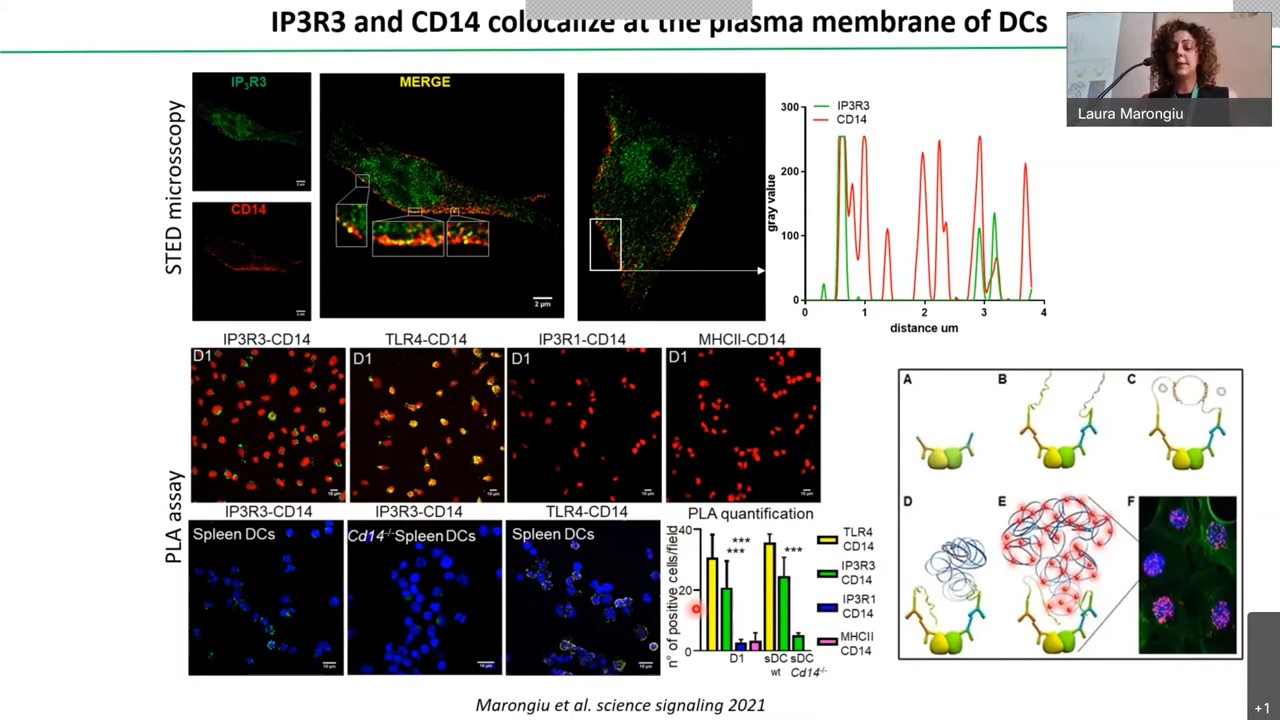 IP3R3 and CD14 colocalize at the plasma membrane of DCs
Laura Marongiu
STED microsscopy
IP3R3
CD14
MERGE
2 µm
300
200
100
0
gray value
IP3R3
CD14
0 1 2 3 4
distance um
PLA assay
IP3R3-CD14
TLR4-CD14
IP3R1-CD14
MHCII-CD14
D1
D1
D1
D1
IP3R3-CD14
IP3R3-CD14
TLR4-CD14
Spleen DCs
Cd14-/- Spleen DCs
Spleen DCs
PLA quantification
n° of positive cells/field
40
20
0
***
***
***
D1
sDC sDC
wt Cd14-/-
TLR4
CD14
IP3R3
CD14
IP3R1
CD14
MHCII
CD14
A B C
D E F
Marongiu et al. science signaling 2021
+1